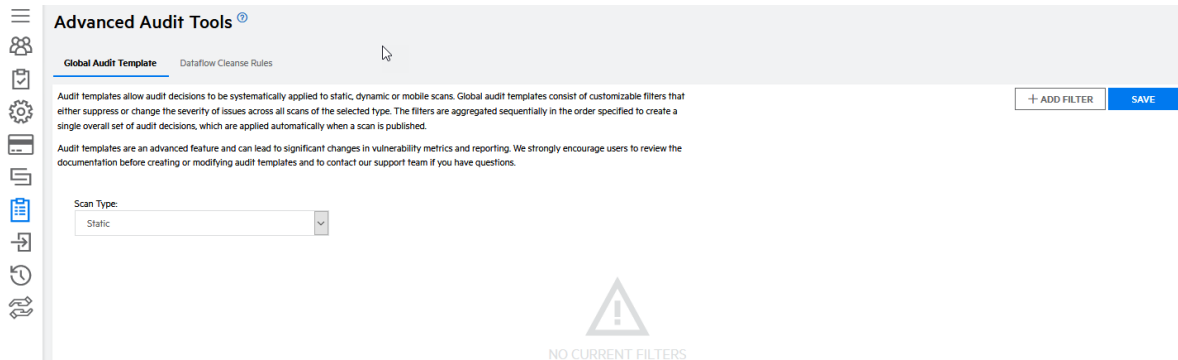 Advanced Audit Tools ?
Global Audit Template Dataflow Cleanse Rules
Audit templates allow audit decisions to be systematically applied to static, dynamic or mobile scans. Global audit templates consist of customizable filters that
either suppress or change the severity of issues across all scans of the selected type. The filters are aggregated sequentially in the order specified to create a
single overall set of audit decisions, which are applied automatically when a scan is published.
+ ADD FILTER SAVE
Audit templates are an advanced feature and can lead to significant changes in vulnerability metrics and reporting. We strongly encourage users to review the
documentation before creating or modifying audit templates and to contact our support team if you have questions.
Scan Type:
Static
NO CURRENT FILTERS